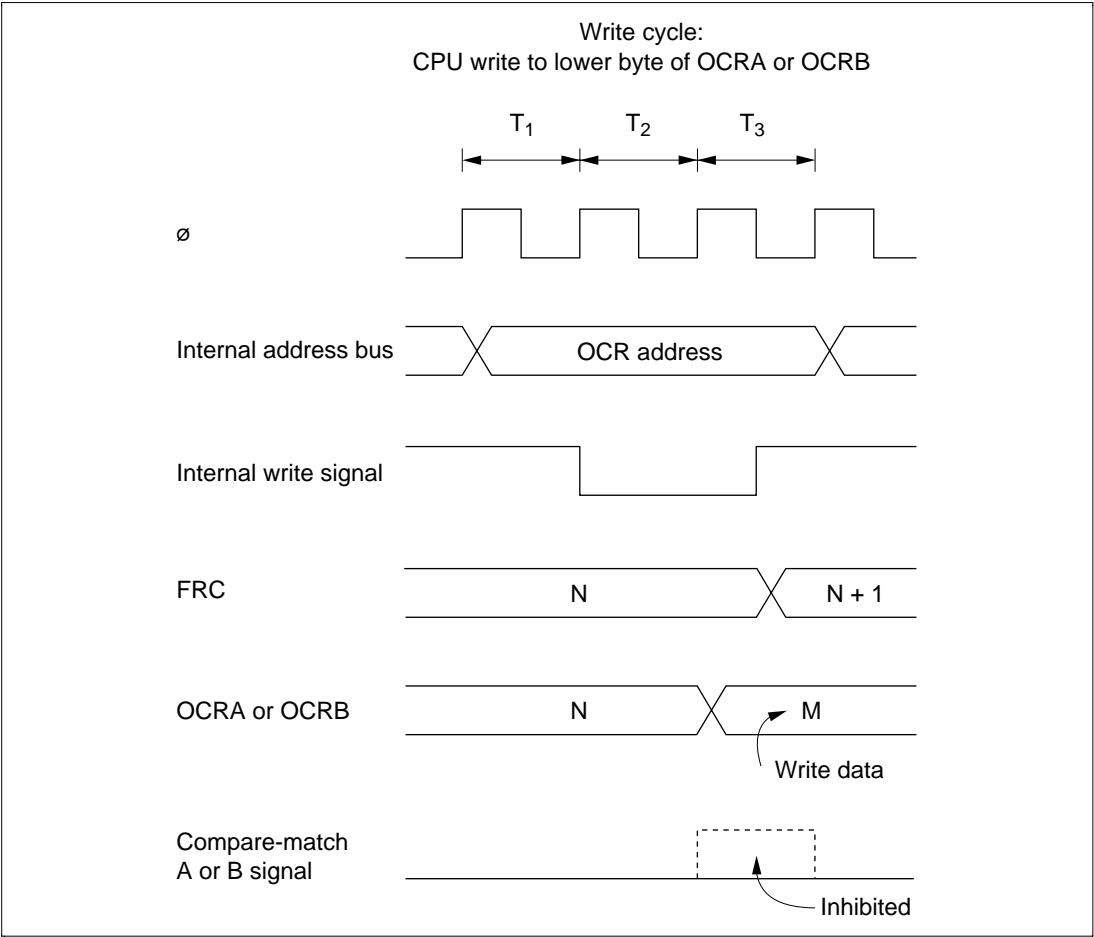 Write cycle:
CPU write to lower byte of OCRA or OCRB
T₁ T₂ T₃
ø
Internal address bus
OCR address
Internal write signal
FRC
N
N + 1
OCRA or OCRB
N
M
Write data
Compare-match
A or B signal
Inhibited